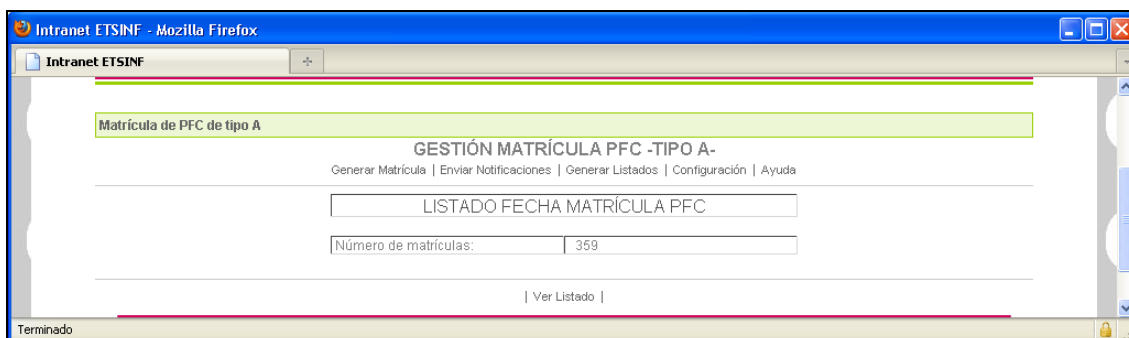 Intranet ETSINF - Mozilla Firefox
Intranet ETSINF
Matrícula de PFC de tipo A
GESTIÓN MATRÍCULA PFC -TIPO A-
Generar Matrícula | Enviar Notificaciones | Generar Listados | Configuración | Ayuda
LISTADO FECHA MATRÍCULA PFC
Número de matrículas: 359
| Ver Listado |
Terminado